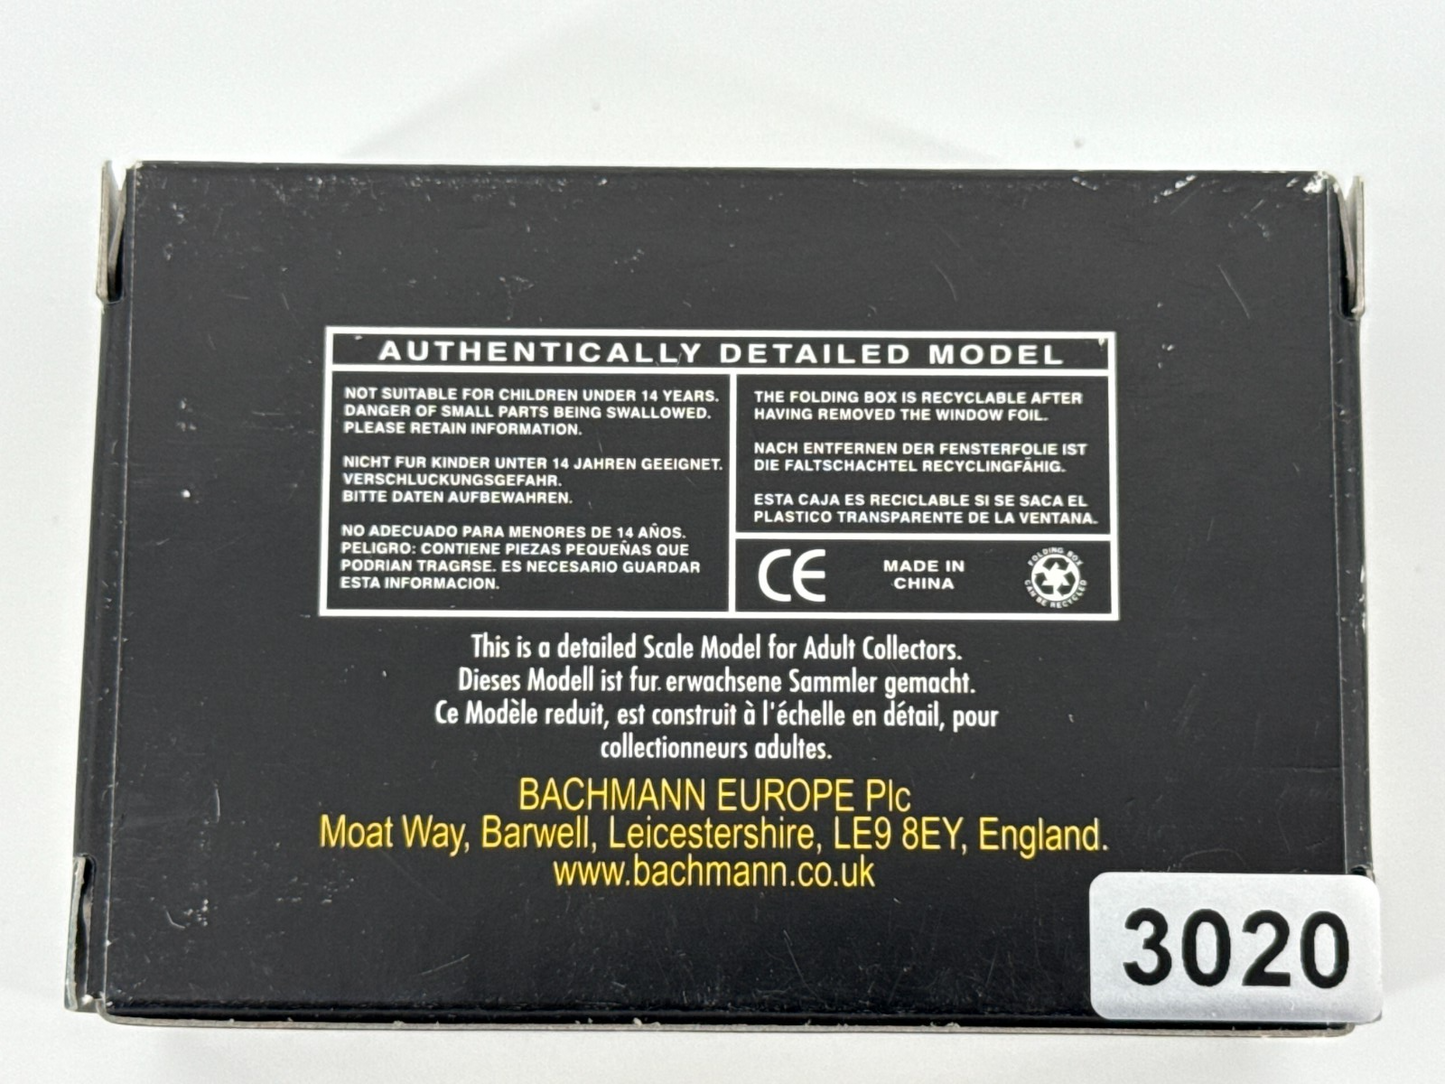 AUTHENTICALLY DETAILED MODEL
NOT SUITABLE FOR CHILDREN UNDER 14 YEARS.
DANGER OF SMALL PARTS BEING SWALLOWED.
PLEASE RETAIN INFORMATION.
NICHT FUR KINDER UNTER 14 JAHREN GEEIGNET.
VERSCHLUCKUNGSGEFAHR.
BITTE DATEN AUFBEWAHREN.
NO ADECUADO PARA MENORES DE 14 AÑOS.
PELIGRO: CONTIENE PIEZAS PEQUEÑAS QUE
PODRIAN TRAGRSE. ES NECESARIO GUARDAR
ESTA INFORMACION.
THE FOLDING BOX IS RECYCLABLE AFTER
HAVING REMOVED THE WINDOW FOIL.
NACH ENTFERNEN DER FENSTERFOLIE IST
DIE FALTSCHACHTEL RECYCLINGFÄHIG.
ESTA CAJA ES RECICLABLE SI SE SACA EL
PLASTICO TRANSPARENTE DE LA VENTANA.
CE
MADE IN
CHINA
FOLDING BOX
CAN BE RECYCLED
This is a detailed Scale Model for Adult Collectors.
Dieses Modell ist fur. erwachsene Sammler gemacht.
Ce Modèle reduit, est construit à l'échelle en détail, pour
collectionneurs adultes.
BACHMANN EUROPE Plc
Moat Way, Barwell, Leicestershire, LE9 8EY, England.
www.bachmann.co.uk
3020